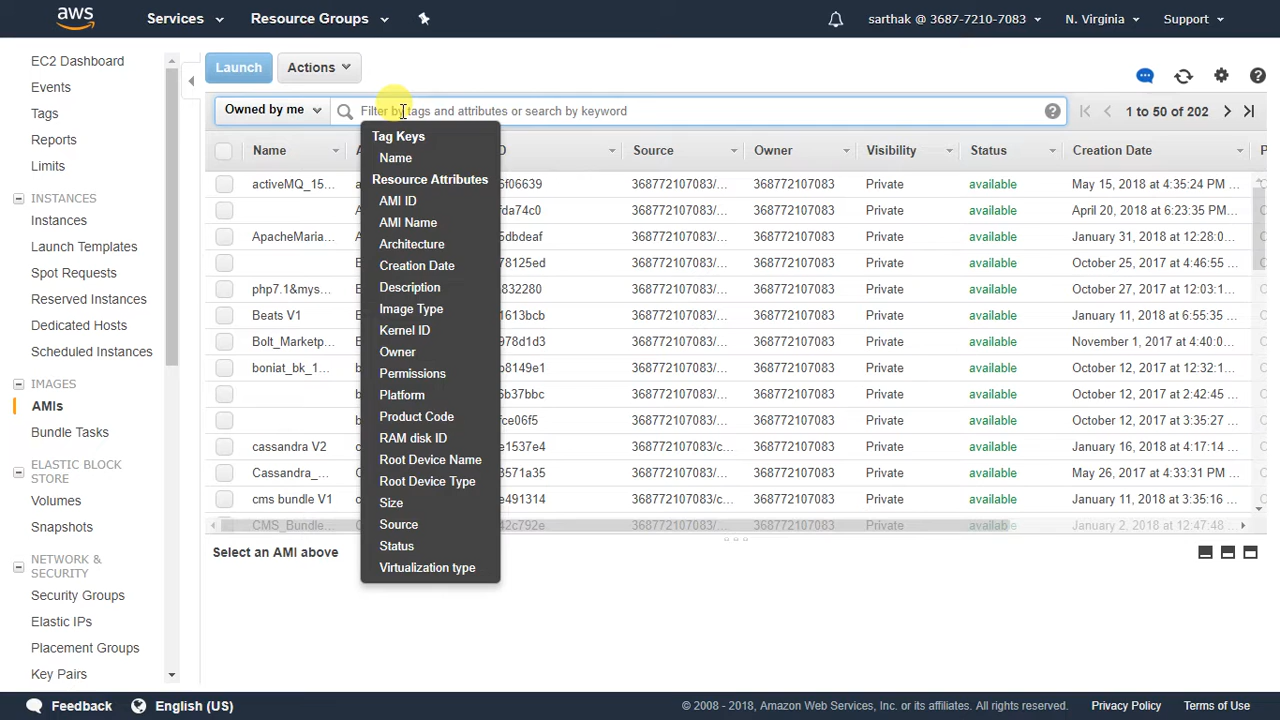 aws Services Resource Groups sarthak @ 3687-7210-7083 N. Virginia Support
EC2 Dashboard
Events
Tags
Reports
Limits
INSTANCES
Instances
Launch Templates
Spot Requests
Reserved Instances
Dedicated Hosts
Scheduled Instances
IMAGES
AMIs
Bundle Tasks
ELASTIC BLOCK
STORE
Volumes
Snapshots
NETWORK &
SECURITY
Security Groups
Elastic IPs
Placement Groups
Key Pairs
Launch Actions
Owned by me Filter by tags and attributes or search by keyword 1 to 50 of 202
Tag Keys
Name
Resource Attributes
AMI ID
AMI Name
Architecture
Creation Date
Description
Image Type
Kernel ID
Owner
Permissions
Platform
Product Code
RAM disk ID
Root Device Name
Root Device Type
Size
Source
Status
Virtualization type
Name A D Source Owner Visibility Status Creation Date P
activeMQ_15... a 6f06639 368772107083/... 368772107083 Private available May 15, 2018 at 4:35:24 PM ...
A fda74c0 368772107083/... 368772107083 Private available April 20, 2018 at 6:23:35 PM...
ApacheMaria... A 5dbdeaf 368772107083/... 368772107083 Private available January 31, 2018 at 12:28:0...
78125ed 368772107083/... 368772107083 Private available October 25, 2017 at 4:46:55 ...
php7.1&mys... 832280 368772107083/... 368772107083 Private available October 27, 2017 at 12:03:1...
Beats V1 1613bcb 368772107083/... 368772107083 Private available January 11, 2018 at 6:55:35...
Bolt_Marketp... 978d1d3 368772107083/... 368772107083 Private available November 1, 2017 at 4:40:0...
boniat_bk_1... b8149e1 368772107083/... 368772107083 Private available October 12, 2017 at 12:32:1...
b 5b37bbc 368772107083/... 368772107083 Private available October 12, 2017 at 2:42:45 ...
fce06f5 368772107083/... 368772107083 Private available October 12, 2017 at 4:40:42 ...
cassandra V2 e1537e4 368772107083/c... 368772107083 Private available January 16, 2018 at 4:17:14 ...
Cassandra_... 3571a35 368772107083/... 368772107083 Private available May 26, 2017 at 4:33:31 PM ...
cms bundle V1 e491314 368772107083/c... 368772107083 Private available January 11, 2018 at 3:35:16...
CMS_Bundle... 42c792e 368772107083/... 368772107083 Private available January 2, 2018 at 12:47:48...
Select an AMI above
Feedback English (US) © 2008 - 2018, Amazon Web Services, Inc. or its affiliates. All rights reserved. Privacy Policy Terms of Use